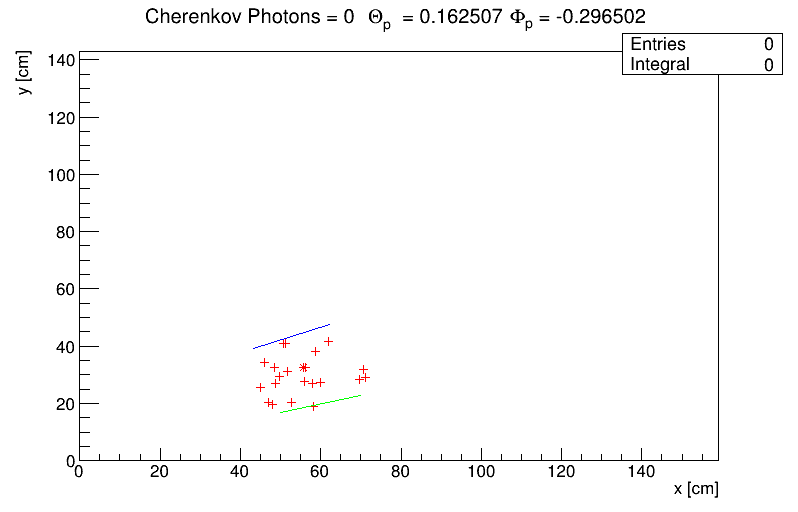 Cherenkov Photons = 0 Θp = 0.162507 Φp = -0.296502
Entries 0
Integral 0
y [cm]
140
120
100
80
60
40
20
0
0 20 40 60 80 100 120 140
x [cm]